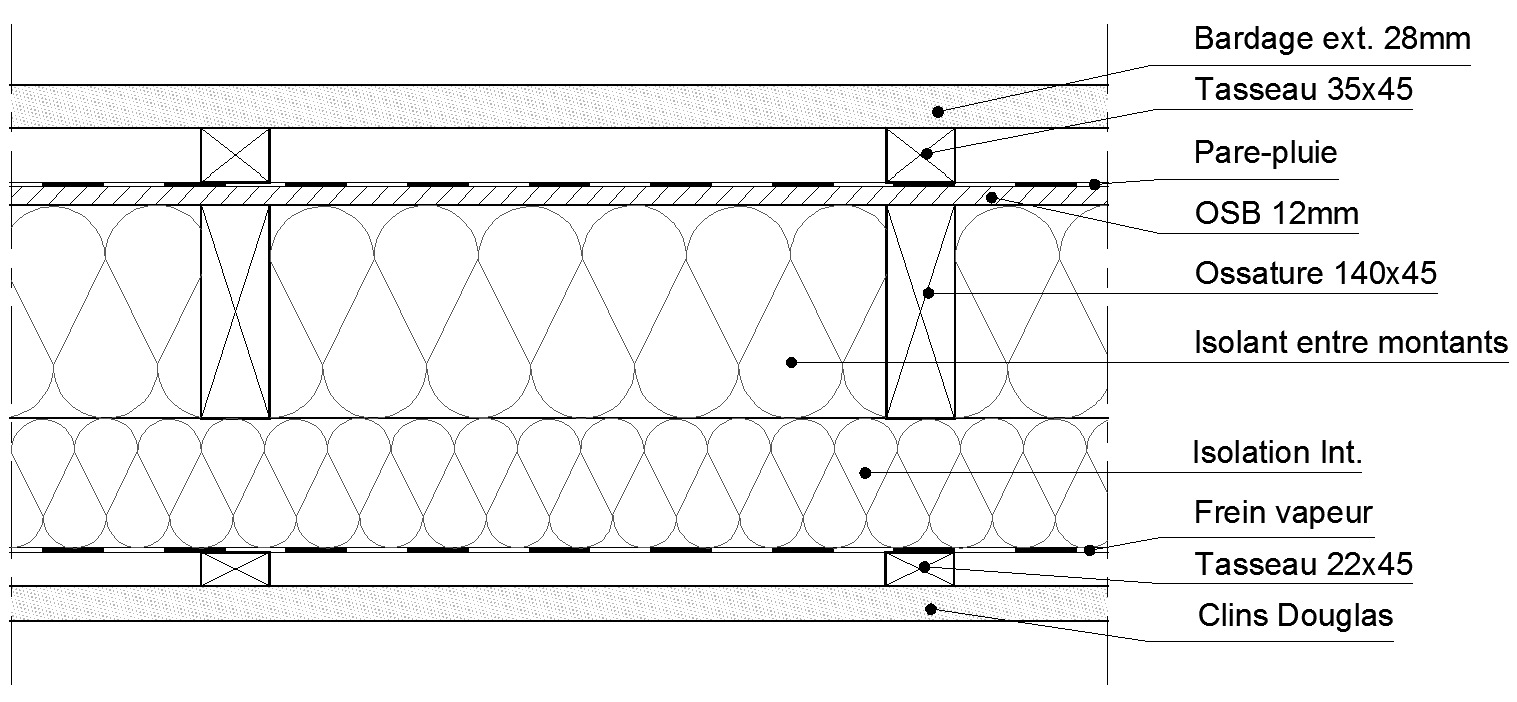 Bardage ext. 28mm
Tasseau 35x45
Pare-pluie
OSB 12mm
Ossature 140x45
Isolant entre montants
Isolation Int.
Frein vapeur
Tasseau 22x45
Clins Douglas